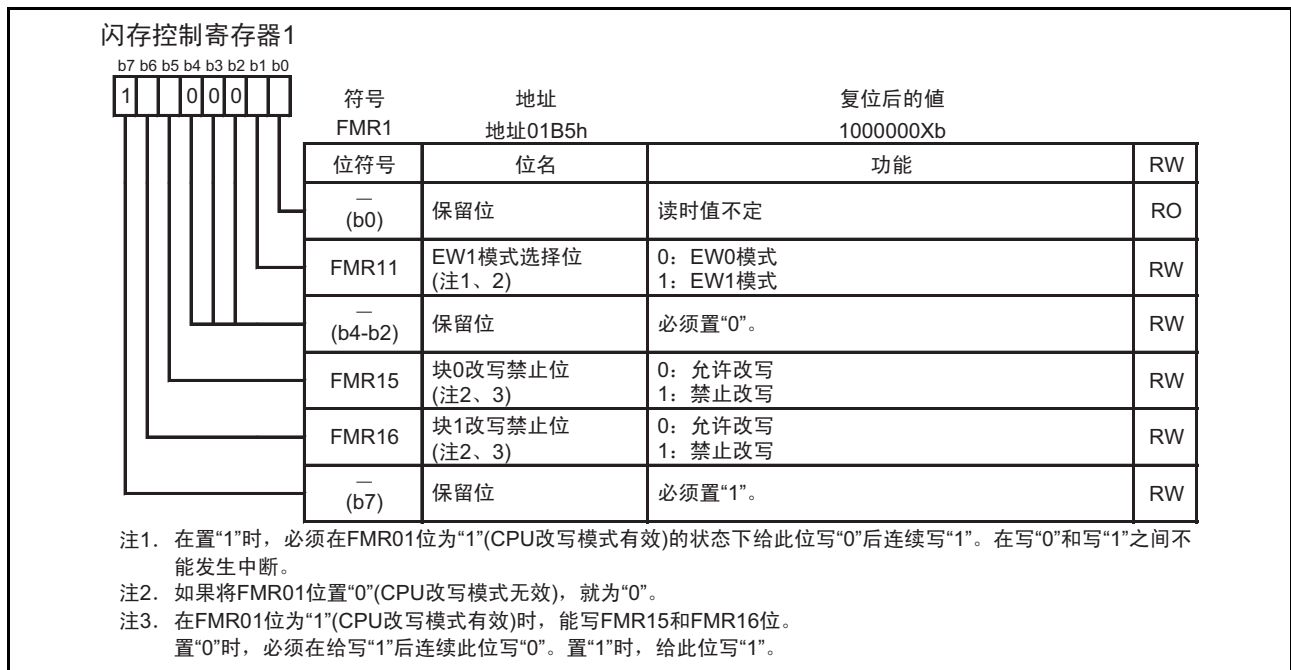 闪存控制寄存器1
b7 b6 b5 b4 b3 b2 b1 b0
1 0 0 0
符号 地址 复位后的値
FMR1 地址01B5h 1000000Xb
位符号 位名 功能 RW
— (b0) 保留位 读时值不定 RO
FMR11 EW1模式选择位 (注1、2) 0：EW0模式 1：EW1模式 RW
— (b4-b2) 保留位 必须置“0”。 RW
FMR15 块0改写禁止位 (注2、3) 0：允许改写 1：禁止改写 RW
FMR16 块1改写禁止位 (注2、3) 0：允许改写 1：禁止改写 RW
— (b7) 保留位 必须置“1”。 RW
注1. 在置“1”时，必须在FMR01位为“1”(CPU改写模式有效)的状态下给此位写“0”后连续写“1”。在写“0”和写“1”之间不
能发生中断。
注2. 如果将FMR01位置“0”(CPU改写模式无效)，就为“0”。
注3. 在FMR01位为“1”(CPU改写模式有效)时，能写FMR15和FMR16位。
置“0”时，必须在给写“1”后连续此位写“0”。置“1”时，给此位写“1”。